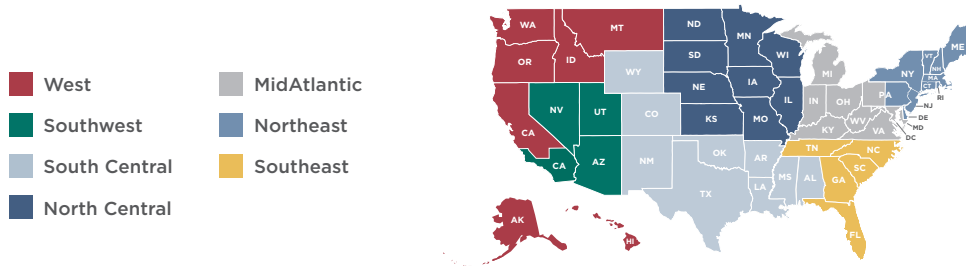 West
Southwest
South Central
North Central
MidAtlantic
Northeast
Southeast
WA
MT
ND
MN
ME
OR
ID
WY
SD
WI
MI
VT
NH
NY
MA
CT
RI
NV
UT
CO
NE
IA
IL
IN
OH
PA
NJ
DE
MD
DC
CA
CA
AZ
NM
KS
MO
KY
WV
VA
OK
AR
TN
NC
SC
TX
LA
MS
AL
GA
FL
AK
HI